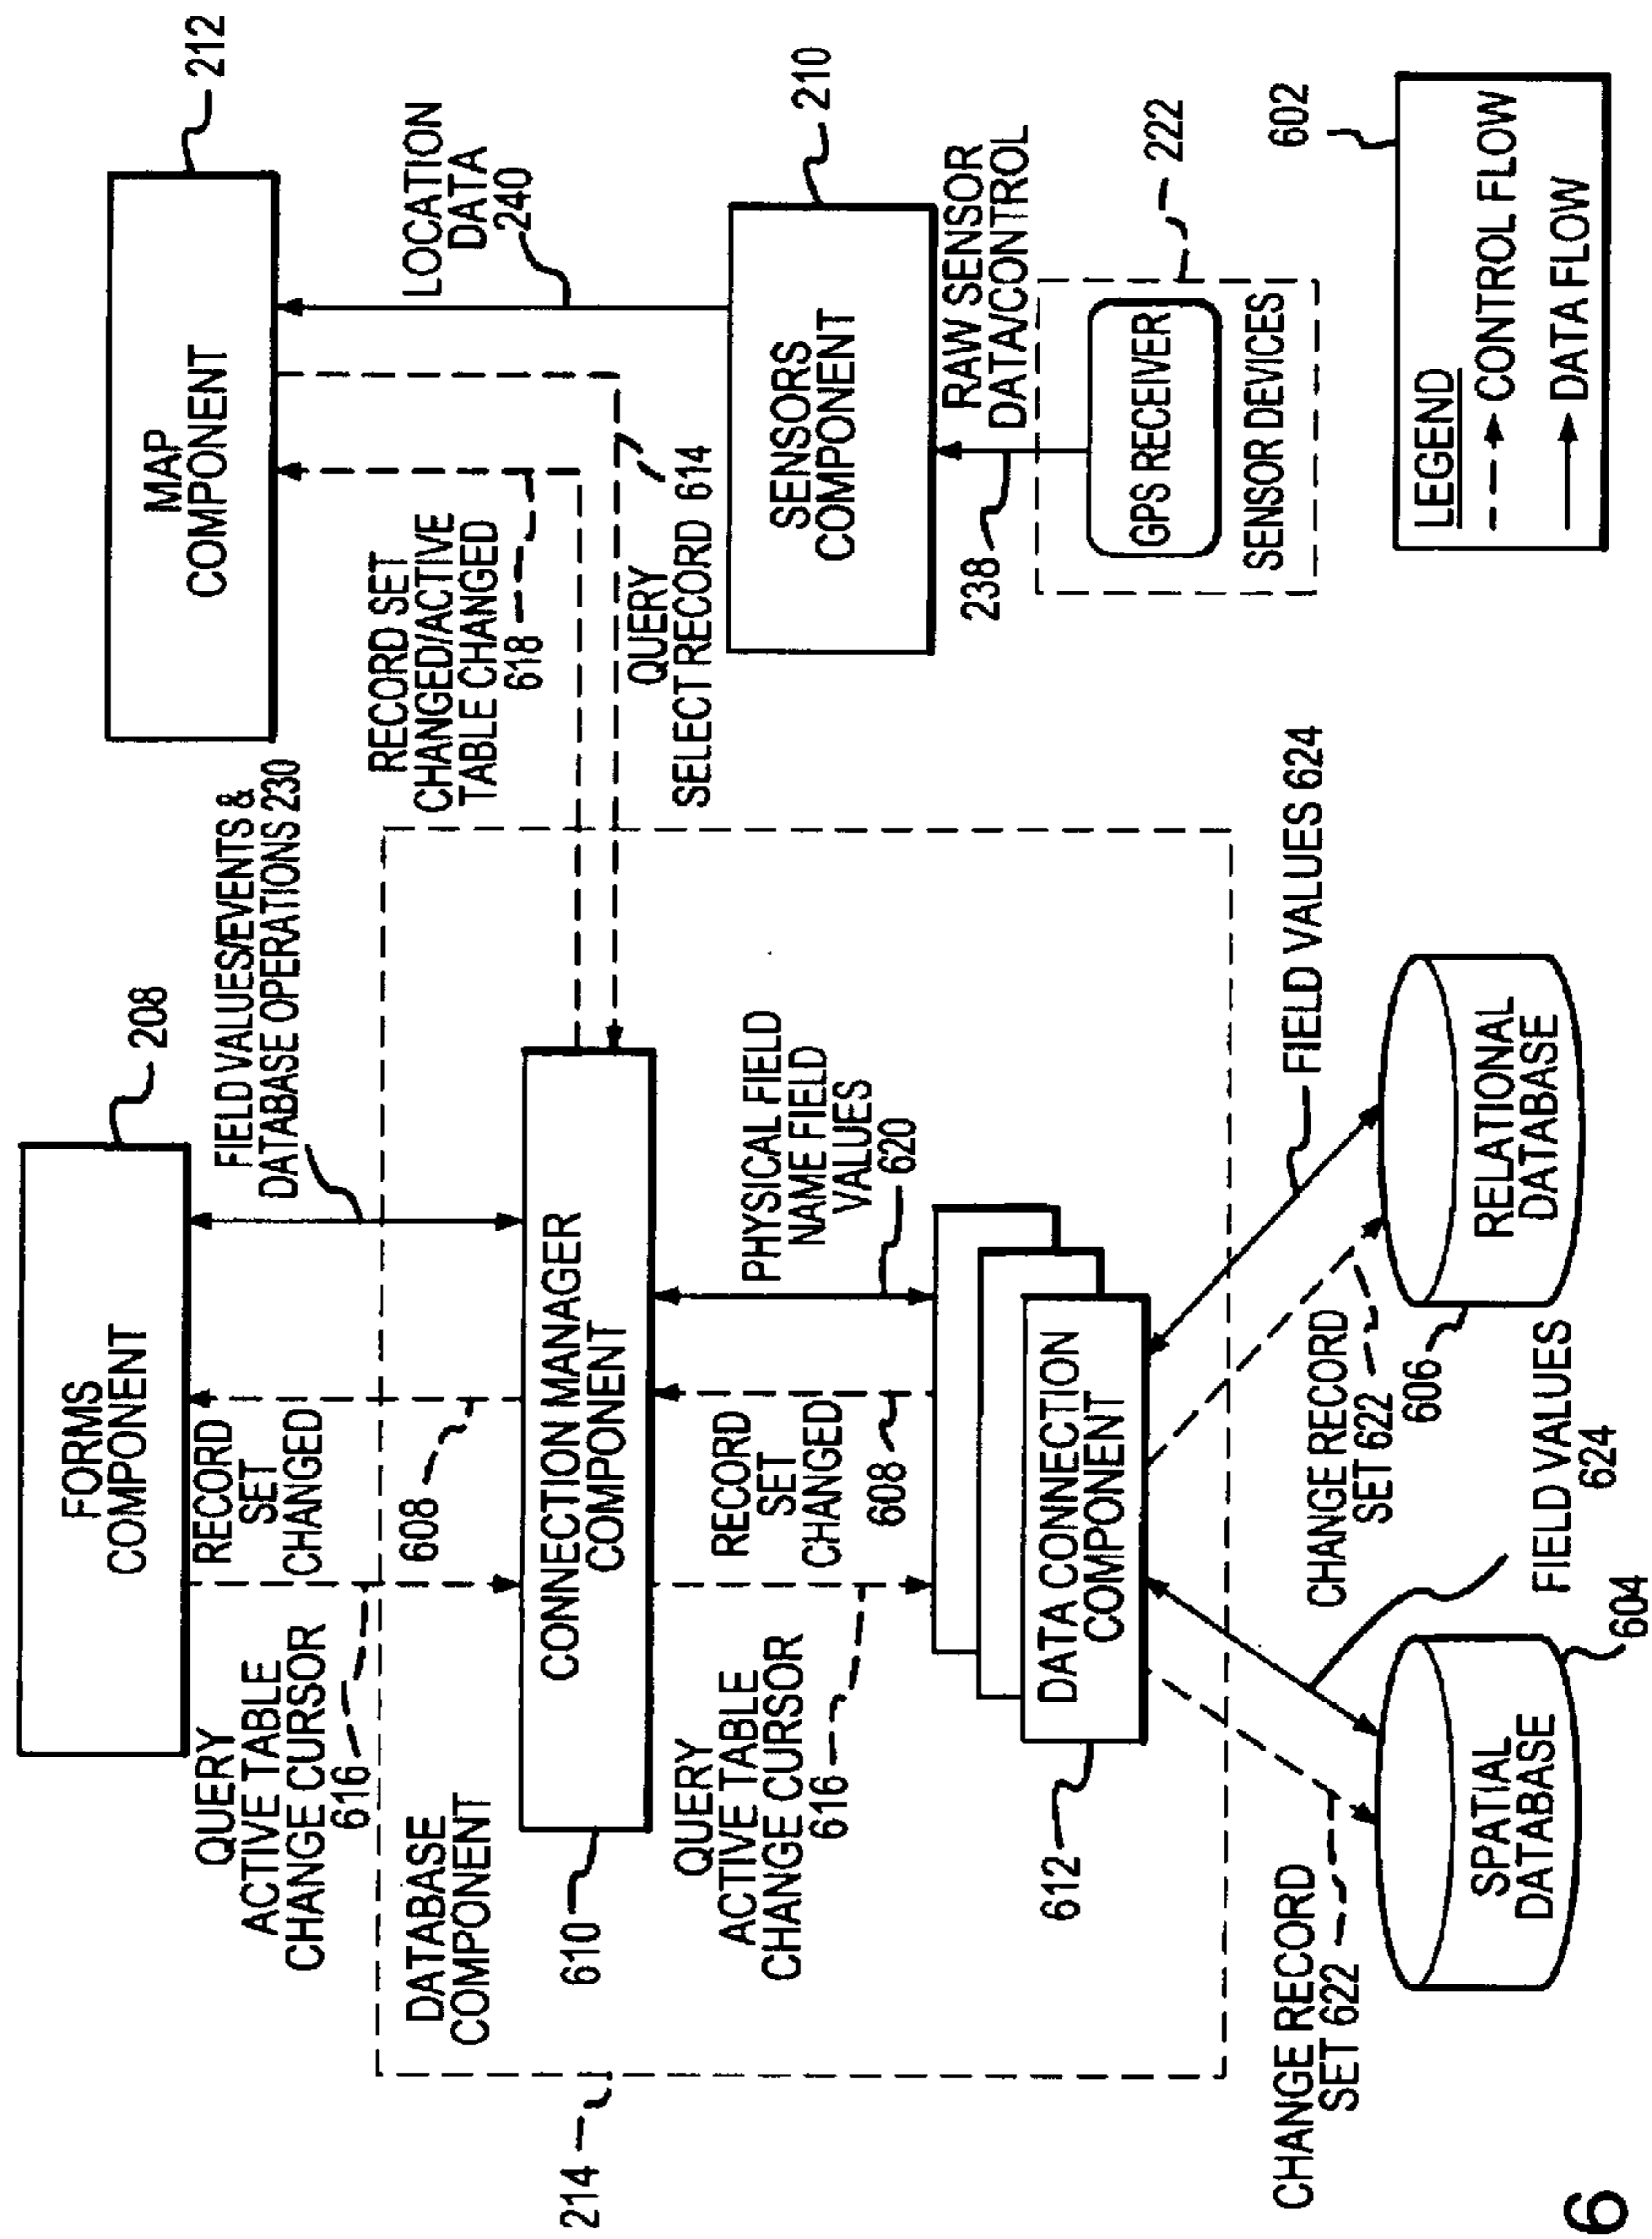 FORMS
COMPONENT
208
MAP
COMPONENT
212
QUERY
ACTIVE TABLE
CHANGE CURSOR
616
RECORD
SET
CHANGED
608
FIELD VALUES/EVENTS &
DATABASE OPERATIONS 230
RECORD SET
CHANGED/ACTIVE
TABLE CHANGED
618
LOCATION
DATA
240
QUERY
SELECT RECORD 614
214
DATABASE
COMPONENT
610
CONNECTION MANAGER
COMPONENT
SENSORS
COMPONENT
210
QUERY
ACTIVE TABLE
CHANGE CURSOR
616
RECORD
SET
CHANGED
608
PHYSICAL FIELD
NAME FIELD
VALUES
620
238
RAW SENSOR
DATA/CONTROL
GPS RECEIVER
SENSOR DEVICES
222
612
DATA CONNECTION
COMPONENT
CHANGE RECORD
SET 622
CHANGE RECORD
SET 622
FIELD VALUES 624
606
FIELD VALUES
624
604
SPATIAL
DATABASE
RELATIONAL
DATABASE
602
LEGEND
CONTROL FLOW
DATA FLOW
6